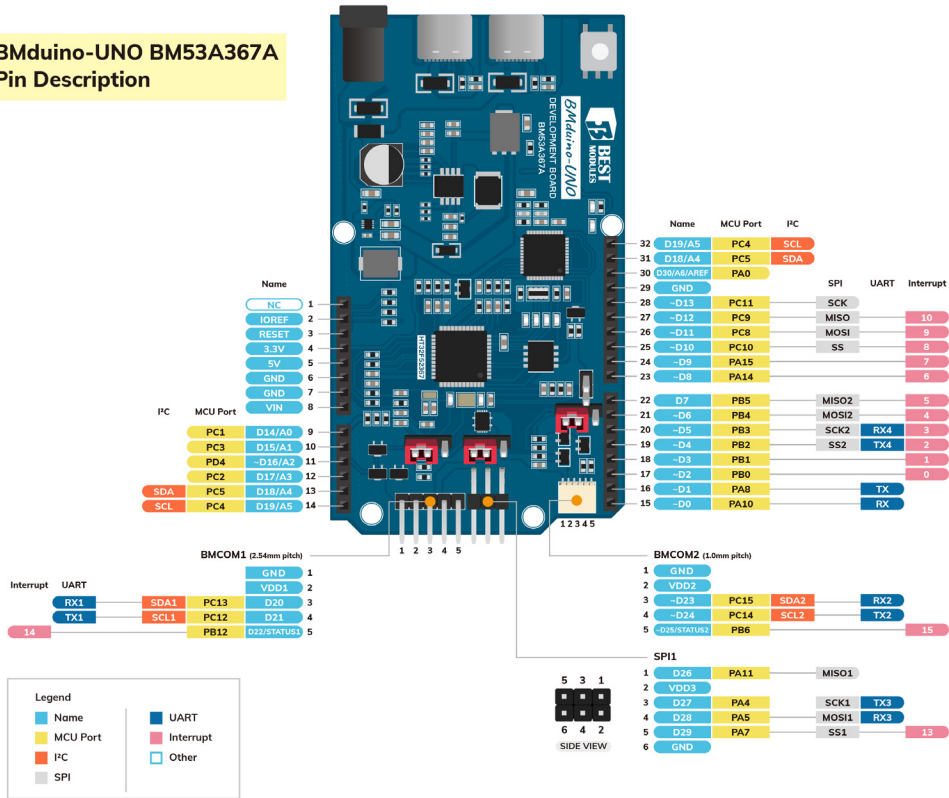 BMduino-UNO BM53A367A
Pin Description
BMduino-UNO
DEVELOPMENT BOARD
BM53A367A
BEST
MODULES
HT32F52367
Name
NC 1
IOREF 2
RESET 3
3.3V 4
5V 5
GND 6
GND 7
VIN 8
I²C MCU Port
PC1 D14/A0 9
PC3 D15/A1 10
PD4 ~D16/A2 11
PC2 D17/A3 12
SDA PC5 D18/A4 13
SCL PC4 D19/A5 14
Name MCU Port I²C
32 D19/A5 PC4 SCL
31 D18/A4 PC5 SDA
30 D30/A6/AREF PA0
29 GND SPI UART Interrupt
28 ~D13 PC11 SCK
27 ~D12 PC9 MISO 10
26 ~D11 PC8 MOSI 9
25 ~D10 PC10 SS 8
24 ~D9 PA15 7
23 ~D8 PA14 6
22 D7 PB5 MISO2 5
21 ~D6 PB4 MOSI2 4
20 ~D5 PB3 SCK2 RX4 3
19 ~D4 PB2 SS2 TX4 2
18 ~D3 PB1 1
17 ~D2 PB0 0
16 ~D1 PA8 TX
15 ~D0 PA10 RX
1 2 3 4 5
1 2 3 4 5
BMCOM1 (2.54mm pitch)
Interrupt UART
GND 1
VDD1 2
RX1 SDA1 PC13 D20 3
TX1 SCL1 PC12 D21 4
14 PB12 D22/STATUS1 5
BMCOM2 (1.0mm pitch)
1 GND
2 VDD2
3 ~D23 PC15 SDA2 RX2
4 ~D24 PC14 SCL2 TX2
5 ~D25/STATUS2 PB6 15
SPI1
1 D26 PA11 MISO1
2 VDD3
3 D27 PA4 SCK1 TX3
4 D28 PA5 MOSI1 RX3
5 D29 PA7 SS1 13
6 GND
5 3 1
6 4 2
SIDE VIEW
Legend
Name
MCU Port
I²C
SPI
UART
Interrupt
Other